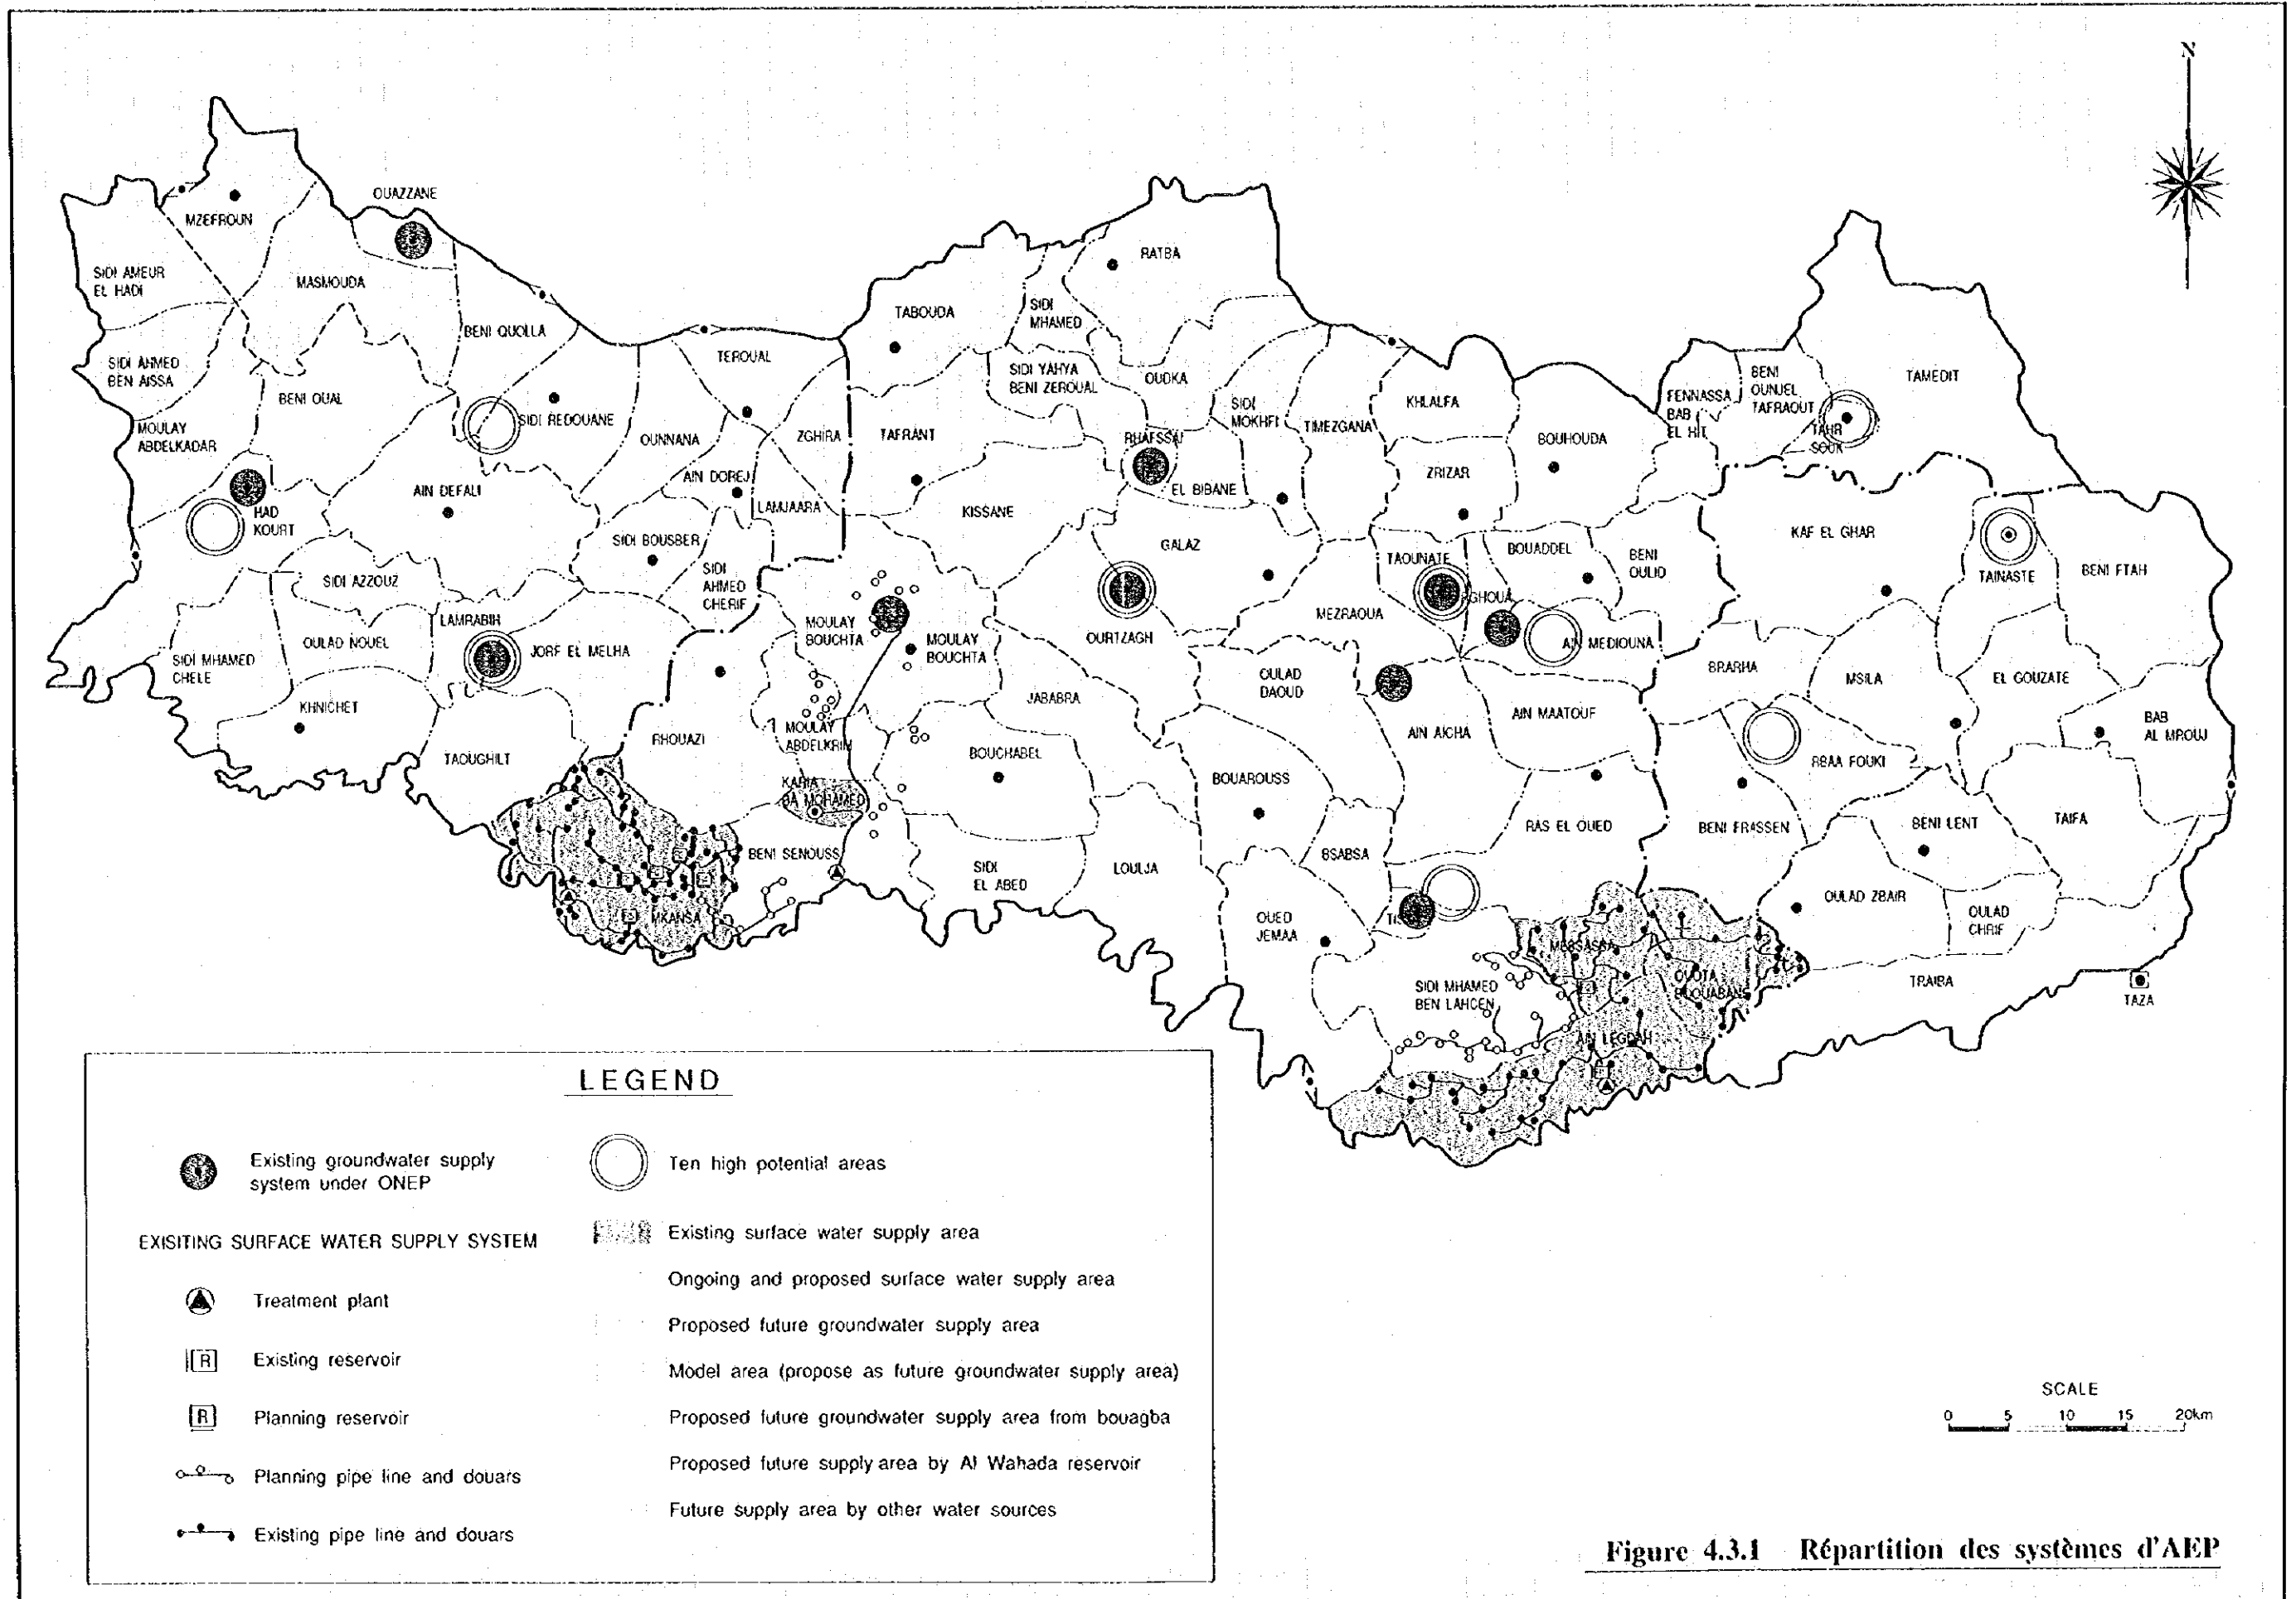 N
OUAZZANE
MZEFROUN
SIDI AMEUR
EL HADI
MASMOUDA
RATBA
TABOUDA
SIDI
MHAMED
BENI QUOLLA
TEROUAL
SIDI AHMED
BEN AISSA
SIDI YAHYA
BENI ZEROUAL
OUDKA
BENI OUAL
SIDI REDOUANE
SIDI
MOKHFI
TIMEZGANA
KHLALFA
FENNASSA
BAB
EL HIT
BENI
OUNJEL
TAFRAOUT
TAMEDIT
TAHR
SOUK
MOULAY
ABDELKADAR
OUNNANA
ZGHIRA
TAFRANT
RHAFSSAI
BOUHOUDA
AIN DEFALI
AIN DOREJ
LAMJAARA
EL BIBANE
ZRIZAR
HAD
KOURT
KISSANE
KAF EL GHAR
SIDI BOUSBER
GALAZ
TAOUNATE
BOUADDEL
BENI
OULID
TAINASTE
BENI FTAH
SIDI AZZOUZ
SIDI
AHMED
CHERIF
GHOUA
LAMRABIH
MOULAY
BOUCHTA
MOULAY
BOUCHTA
OURTZAGH
MEZRAOUA
AIN MEDIOUNA
OULAD NOUEL
JORF EL MELHA
SIDI MHAMED
CHELE
OULAD
DAOUD
BRARHA
MSILA
EL GOUZATE
KHNICHET
JABABRA
AIN MAATOUF
RHOUAZI
MOULAY
ABDELKRIM
AIN AICHA
BAB
AL MROUJ
TAOUGHILT
BOUCHABEL
RBAA FOUKI
KARIA
BA MOHAMED
BOUAROUSS
BENI SENOUSS
BSABSA
RAS EL OUED
BENI FRASSEN
BENI LENT
TAIFA
SIDI
EL ABED
LOULJA
MKANSA
OUED
JEMAA
OULAD ZBAIR
OULAD
CHRIF
SIDI MHAMED
BEN LAHCEN
AIN LEGDAH
TRAIBA
TAZA
LEGEND
Existing groundwater supply
system under ONEP
Ten high potential areas
EXISITING SURFACE WATER SUPPLY SYSTEM
Existing surface water supply area
Ongoing and proposed surface water supply area
Treatment plant
Proposed future groundwater supply area
R Existing reservoir
Model area (propose as future groundwater supply area)
R Planning reservoir
Proposed future groundwater supply area from bouagba
Planning pipe line and douars
Proposed future supply area by Al Wahada reservoir
Existing pipe line and douars
Future supply area by other water sources
SCALE
0 5 10 15 20km
Figure 4.3.1 Répartition des systèmes d'AEP